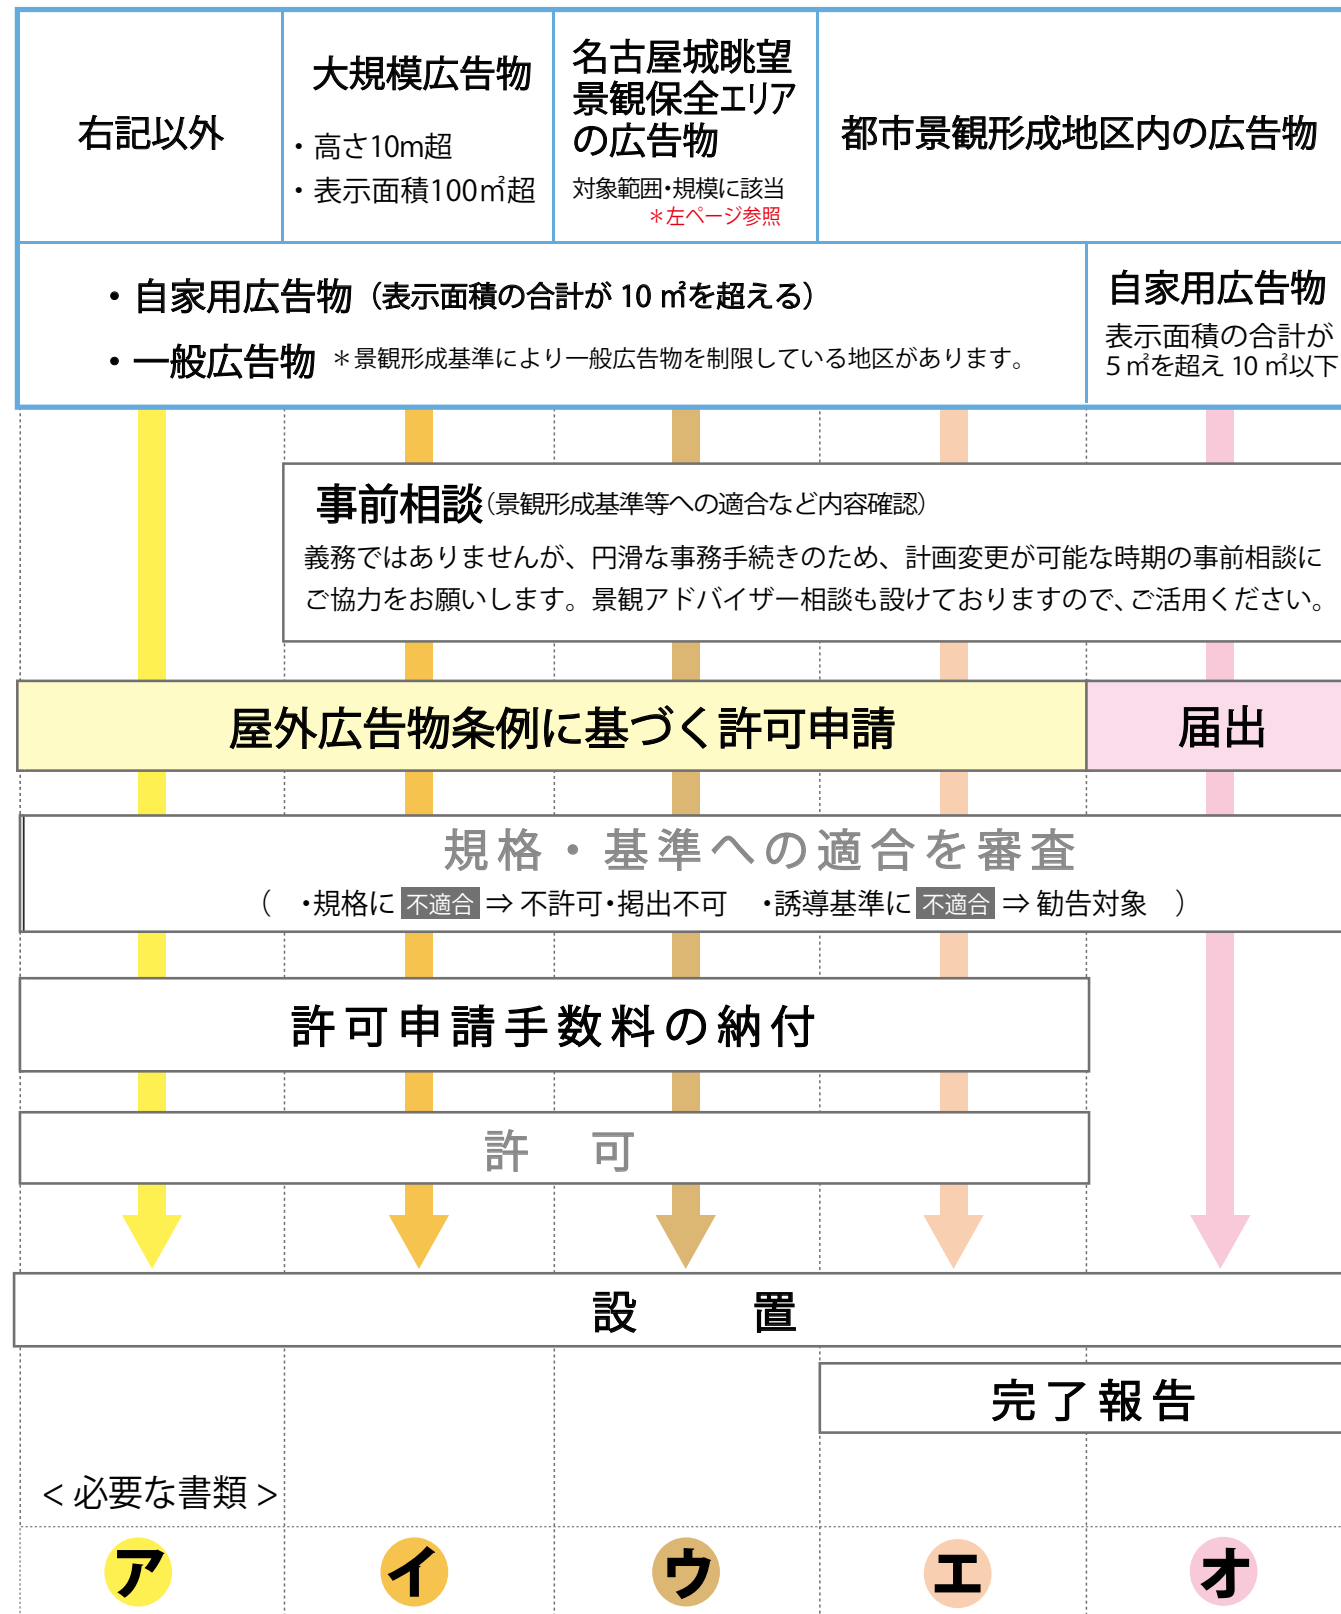 右記以外
大規模広告物
・高さ10m超
・表示面積100㎡超
名古屋城眺望
景観保全エリア
の広告物
対象範囲・規模に該当
＊左ページ参照
都市景観形成地区内の広告物
・自家用広告物（表示面積の合計が 10 ㎡を超える）
・一般広告物 ＊景観形成基準により一般広告物を制限している地区があります。
自家用広告物
表示面積の合計が
5 ㎡を超え 10 ㎡以下
事前相談（景観形成基準等への適合など内容確認）
義務ではありませんが、円滑な事務手続きのため、計画変更が可能な時期の事前相談に
ご協力をお願いします。景観アドバイザー相談も設けておりますので、ご活用ください。
屋外広告物条例に基づく許可申請
届出
規格・基準への適合を審査
（ ・規格に 不適合 ⇒ 不許可・掲出不可 ・誘導基準に 不適合 ⇒ 勧告対象 ）
許可申請手数料の納付
許 可
設 置
完了報告
＜必要な書類＞
ア イ ウ エ オ